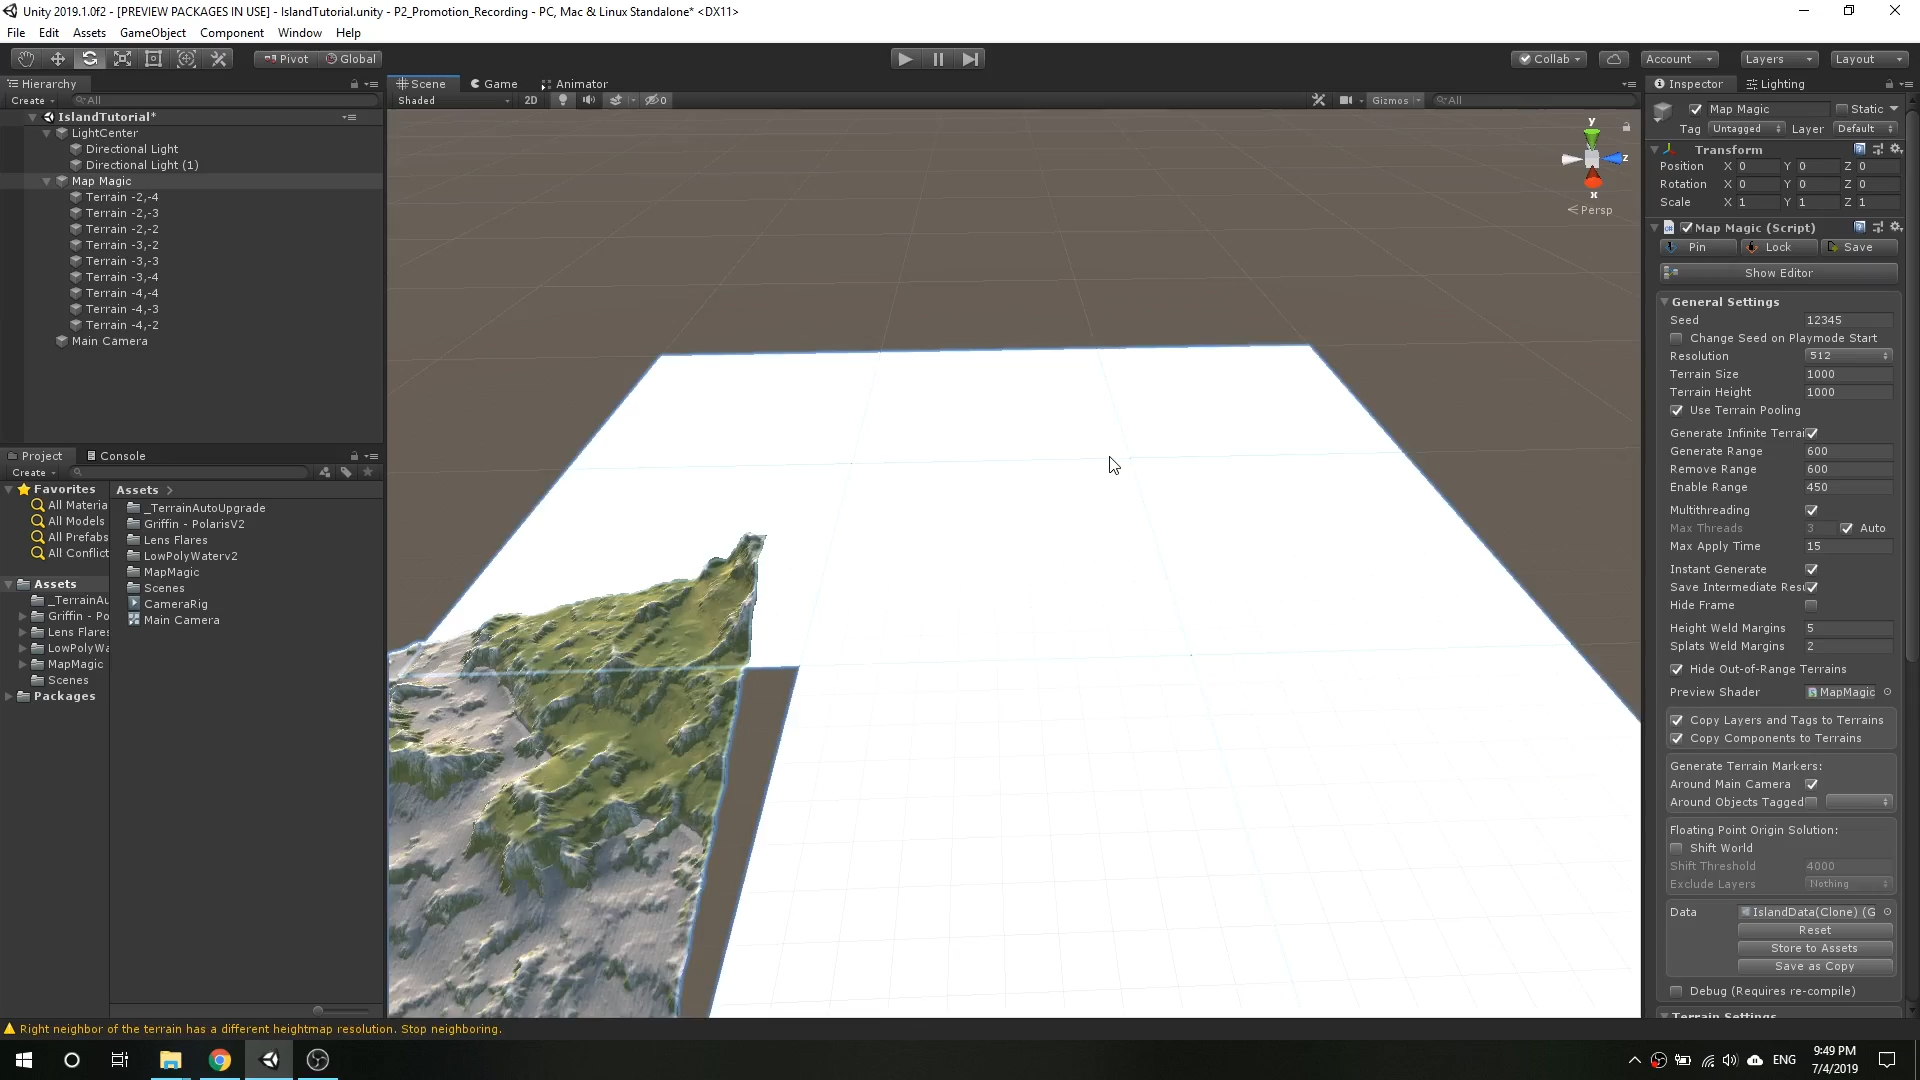 Unity 2019.1.0f2 - [PREVIEW PACKAGES IN USE] - IslandTutorial.unity - P2_Promotion_Recording - PC, Mac & Linux Standalone* <DX11>
File Edit Assets GameObject Component Window Help
Pivot Global Collab Account Layers Layout
Hierarchy
Create All
IslandTutorial*
LightCenter
Directional Light
Directional Light (1)
Map Magic
Terrain -2,-4
Terrain -2,-3
Terrain -2,-2
Terrain -3,-2
Terrain -3,-3
Terrain -3,-4
Terrain -4,-4
Terrain -4,-3
Terrain -4,-2
Main Camera
Project Console
Create
Favorites
All Materia
All Models
All Prefabs
All Conflict
Assets
_TerrainAu
Griffin - Po
Lens Flares
LowPolyWa
MapMagic
Scenes
Packages
Assets
_TerrainAutoUpgrade
Griffin - PolarisV2
Lens Flares
LowPolyWaterv2
MapMagic
Scenes
CameraRig
Main Camera
Scene Game Animator
Shaded 2D 0 Gizmos All
y
z
x
Persp
Inspector Lighting
Map Magic Static
Tag Untagged Layer Default
Transform
Position X 0 Y 0 Z 0
Rotation X 0 Y 0 Z 0
Scale X 1 Y 1 Z 1
Map Magic (Script)
Pin Lock Save
Show Editor
General Settings
Seed 12345
Change Seed on Playmode Start
Resolution 512
Terrain Size 1000
Terrain Height 1000
Use Terrain Pooling
Generate Infinite Terrai
Generate Range 600
Remove Range 600
Enable Range 450
Multithreading
Max Threads 3 Auto
Max Apply Time 15
Instant Generate
Save Intermediate Res
Hide Frame
Height Weld Margins 5
Splats Weld Margins 2
Hide Out-of-Range Terrains
Preview Shader MapMagic
Copy Layers and Tags to Terrains
Copy Components to Terrains
Generate Terrain Markers:
Around Main Camera
Around Objects Tagged
Floating Point Origin Solution:
Shift World
Shift Threshold 4000
Exclude Layers Nothing
Data IslandData(Clone) (G
Reset
Store to Assets
Save as Copy
Debug (Requires re-compile)
Terrain Settings
Right neighbor of the terrain has a different heightmap resolution. Stop neighboring.
ENG
9:49 PM
7/4/2019